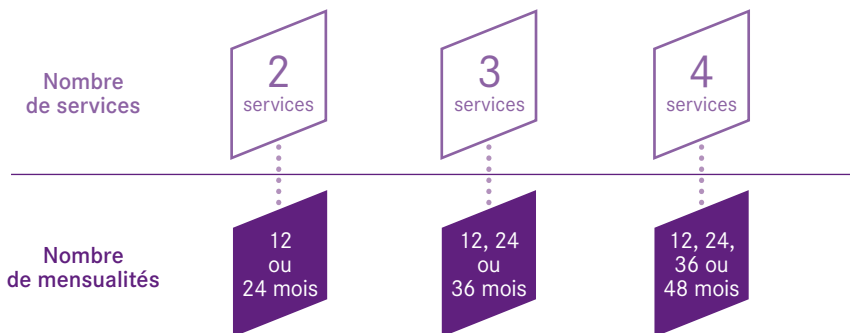 Nombre
de services
2
services
3
services
4
services
Nombre
de mensualités
12
ou
24 mois
12, 24
ou
36 mois
12, 24,
36 ou
48 mois